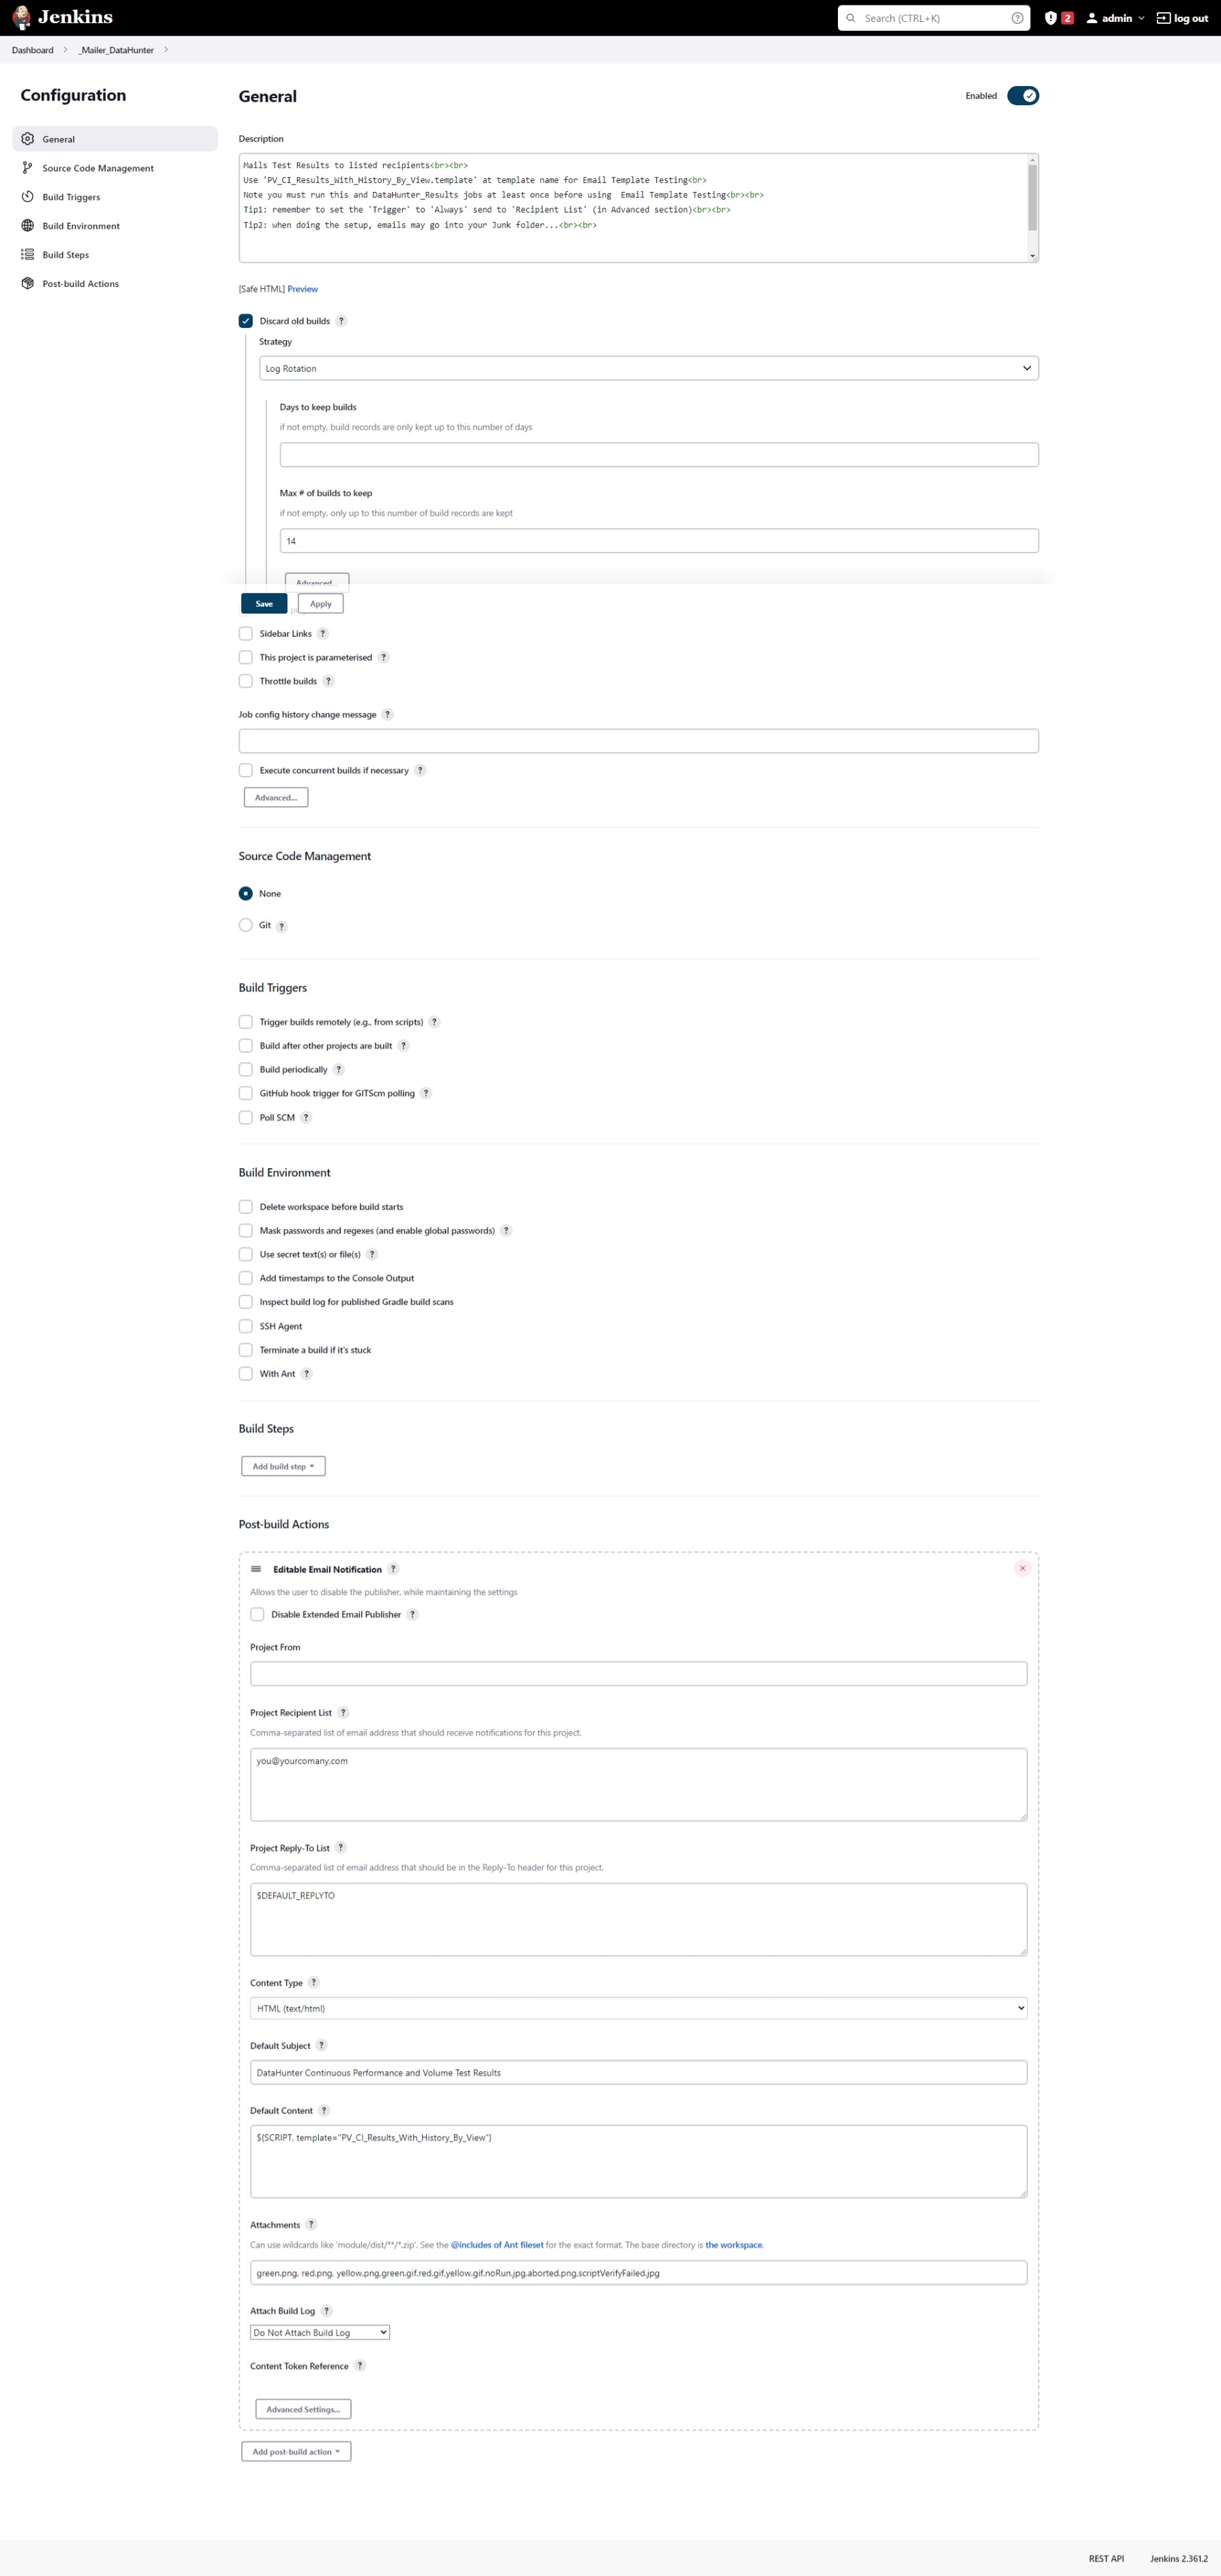 Jenkins
Search (CTRL+K)
?
2
admin
log out
Dashboard
_Mailer_DataHunter
Configuration
General
Source Code Management
Build Triggers
Build Environment
Build Steps
Post-build Actions
General
Enabled
Description
Mails Test Results to listed recipients<br><br>
Use 'PV_CI_Results_With_History_By_View.template' at template name for Email Template Testing<br>
Note you must run this and DataHunter_Results jobs at least once before using  Email Template Testing<br><br>
Tip1: remember to set the 'Trigger' to 'Always' send to 'Recipient List' (in Advanced section)<br><br>
Tip2: when doing the setup, emails may go into your Junk folder...<br><br>
[Safe HTML] Preview
Discard old builds ?
Strategy
Log Rotation
Days to keep builds
if not empty, build records are only kept up to this number of days
Max # of builds to keep
if not empty, only up to this number of build records are kept
14
Advanced...
Save
Apply
Sidebar Links ?
This project is parameterised ?
Throttle builds ?
Job config history change message ?
Execute concurrent builds if necessary ?
Advanced...
Source Code Management
None
Git ?
Build Triggers
Trigger builds remotely (e.g., from scripts) ?
Build after other projects are built ?
Build periodically ?
GitHub hook trigger for GITScm polling ?
Poll SCM ?
Build Environment
Delete workspace before build starts
Mask passwords and regexes (and enable global passwords) ?
Use secret text(s) or file(s) ?
Add timestamps to the Console Output
Inspect build log for published Gradle build scans
SSH Agent
Terminate a build if it's stuck
With Ant ?
Build Steps
Add build step
Post-build Actions
Editable Email Notification ?
Allows the user to disable the publisher, while maintaining the settings
Disable Extended Email Publisher ?
Project From
Project Recipient List ?
Comma-separated list of email address that should receive notifications for this project.
you@yourcomany.com
Project Reply-To List ?
Comma-separated list of email address that should be in the Reply-To header for this project.
$DEFAULT_REPLYTO
Content Type ?
HTML (text/html)
Default Subject ?
DataHunter Continuous Performance and Volume Test Results
Default Content ?
${SCRIPT, template="PV_CI_Results_With_History_By_View"}
Attachments ?
Can use wildcards like 'module/dist/**/*.zip'. See the @includes of Ant fileset for the exact format. The base directory is the workspace.
green.png, red.png, yellow.png,green.gif,red.gif,yellow.gif,noRun.jpg,aborted.png,scriptVerifyFailed.jpg
Attach Build Log ?
Do Not Attach Build Log
Content Token Reference ?
Advanced Settings...
Add post-build action
REST API
Jenkins 2.361.2